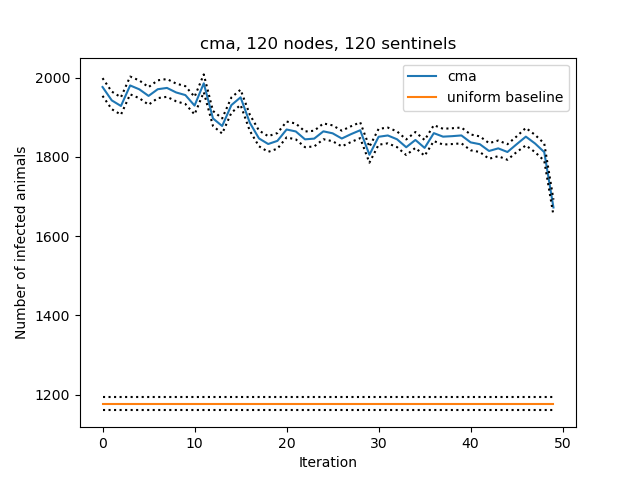 cma, 120 nodes, 120 sentinels
cma
uniform baseline
Number of infected animals
2000
1800
1600
1400
1200
0 10 20 30 40 50
Iteration